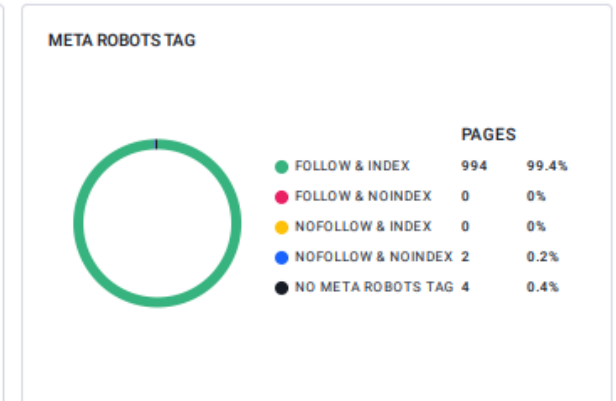 META ROBOTS TAG
PAGES
FOLLOW & INDEX 994 99.4%
FOLLOW & NOINDEX 0 0%
NOFOLLOW & INDEX 0 0%
NOFOLLOW & NOINDEX 2 0.2%
NO META ROBOTS TAG 4 0.4%